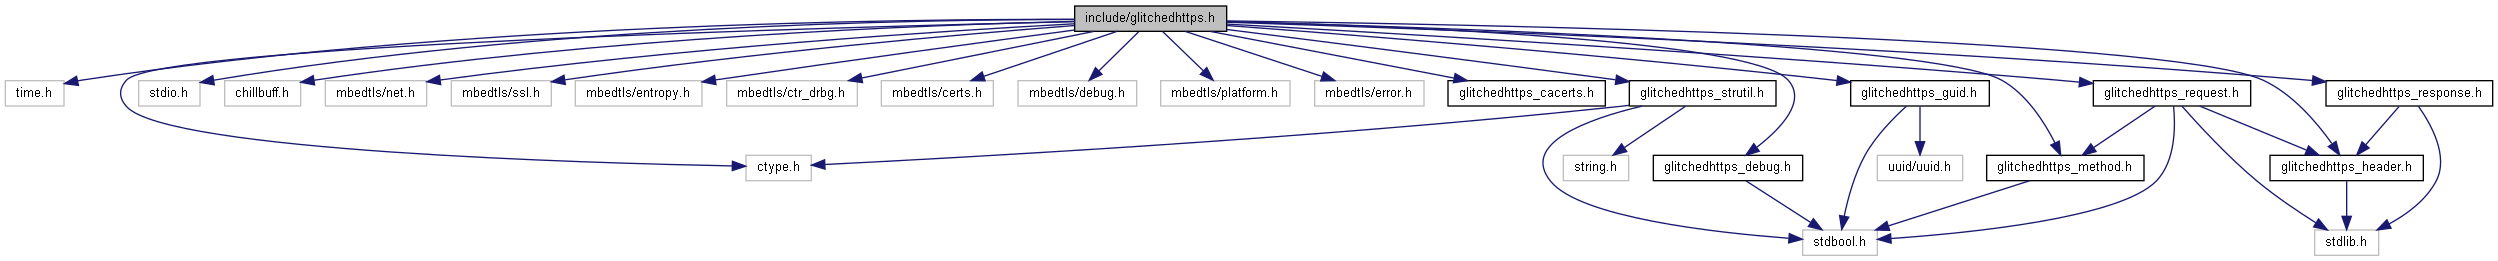 include/glitchedhttps.h
time.h
stdio.h
chillbuff.h
mbedtls/net.h
mbedtls/ssl.h
mbedtls/entropy.h
mbedtls/ctr_drbg.h
mbedtls/certs.h
mbedtls/debug.h
mbedtls/platform.h
mbedtls/error.h
glitchedhttps_cacerts.h
glitchedhttps_strutil.h
glitchedhttps_guid.h
glitchedhttps_request.h
glitchedhttps_response.h
ctype.h
string.h
glitchedhttps_debug.h
uuid/uuid.h
glitchedhttps_method.h
glitchedhttps_header.h
stdbool.h
stdlib.h